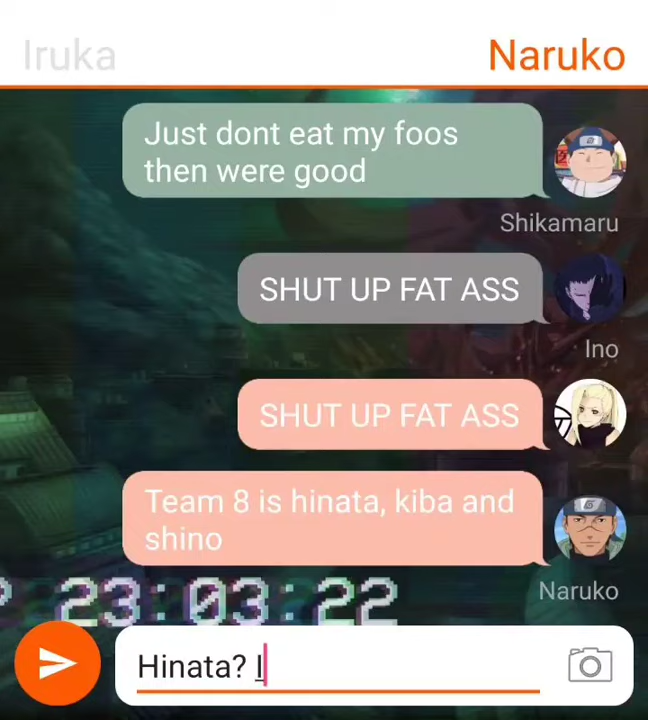 Iruka
Naruko
Just dont eat my foos
then were good
Shikamaru
SHUT UP FAT ASS
Ino
SHUT UP FAT ASS
Team 8 is hinata, kiba and
shino
23:03:22
Naruko
Hinata? I